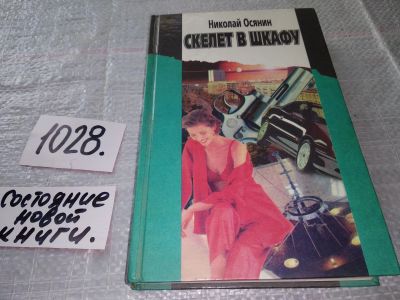 Николай Осянин
СКЕЛЕТ В ШКАФУ
1028.
состояние
новой
книги.